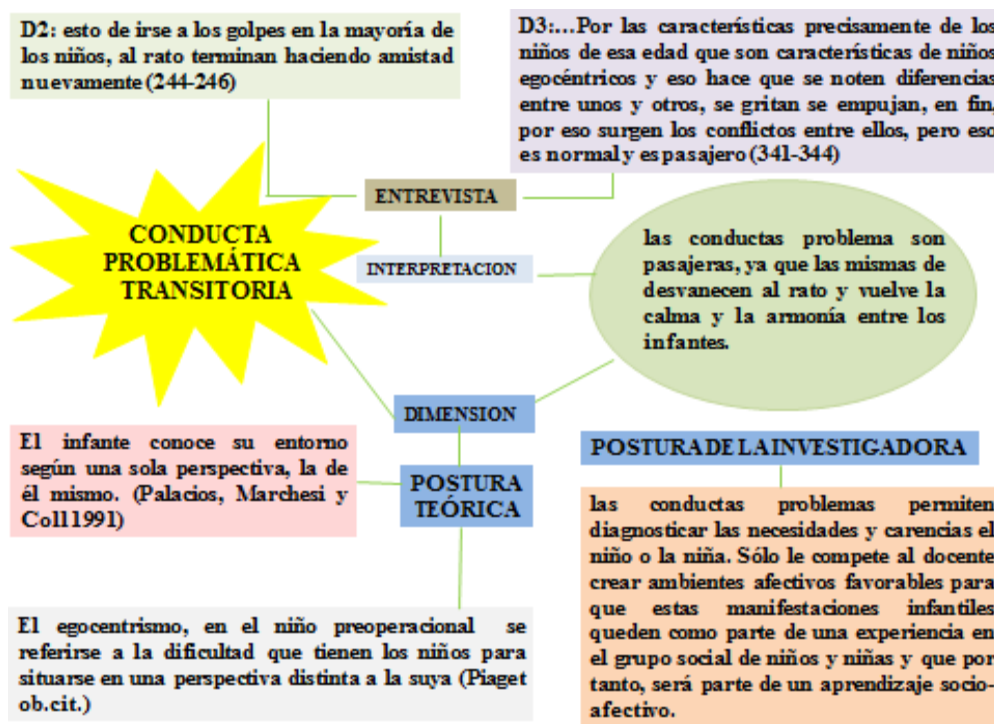 D2: esto de irse a los golpes en la mayoría de
los niños, al rato terminan haciendo amistad
nuevamente (244-246)
D3:...Por las características precisamente de los
niños de esa edad que son características de niños
egocéntricos y eso hace que se noten diferencias
entre unos y otros, se gritan se empujan, en fin,
por eso surgen los conflictos entre ellos, pero eso
es normal y es pasajero (341-344)
ENTREVISTA
CONDUCTA
PROBLEMÁTICA
TRANSITORIA
INTERPRETACION
las conductas problema son
pasajeras, ya que las mismas de
desvanecen al rato y vuelve la
calma y la armonía entre los
infantes.
DIMENSION
El infante conoce su entorno
según una sola perspectiva, la de
él mismo. (Palacios, Marchesi y
Coll1991)
POSTURA
TEÓRICA
POSTURA DE LA INVESTIGADORA
las conductas problemas permiten
diagnosticar las necesidades y carencias el
niño o la niña. Sólo le compete al docente
crear ambientes afectivos favorables para
que estas manifestaciones infantiles
queden como parte de una experiencia en
el grupo social de niños y niñas y que por
tanto, será parte de un aprendizaje socio-
afectivo.
El egocentrismo, en el niño preoperacional se
referirse a la dificultad que tienen los niños para
situarse en una perspectiva distinta a la suya (Piaget
ob.cit.)